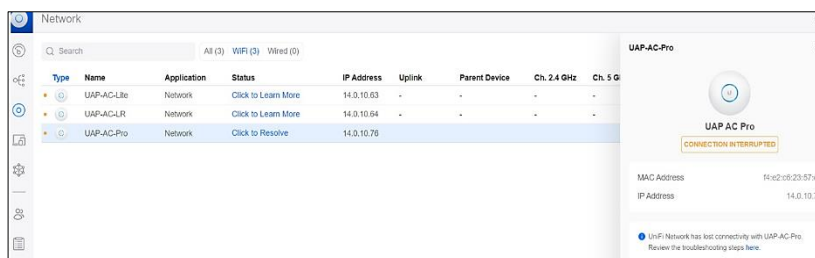 Network
Search
All (3) WiFi (3) Wired (0)
Type Name Application Status IP Address Uplink Parent Device Ch. 2.4 GHz Ch. 5 G
UAP-AC-Lite Network Click to Learn More 14.0.10.63 - - - -
UAP-AC-LR Network Click to Learn More 14.0.10.64 - - - -
UAP-AC-Pro Network Click to Resolve 14.0.10.76
UAP-AC-Pro
U
UAP AC Pro
CONNECTION INTERRUPTED
MAC Address f4:e2:c6:23:57:
IP Address 14.0.10.
UniFi Network has lost connectivity with UAP-AC-Pro.
Review the troubleshooting steps here.